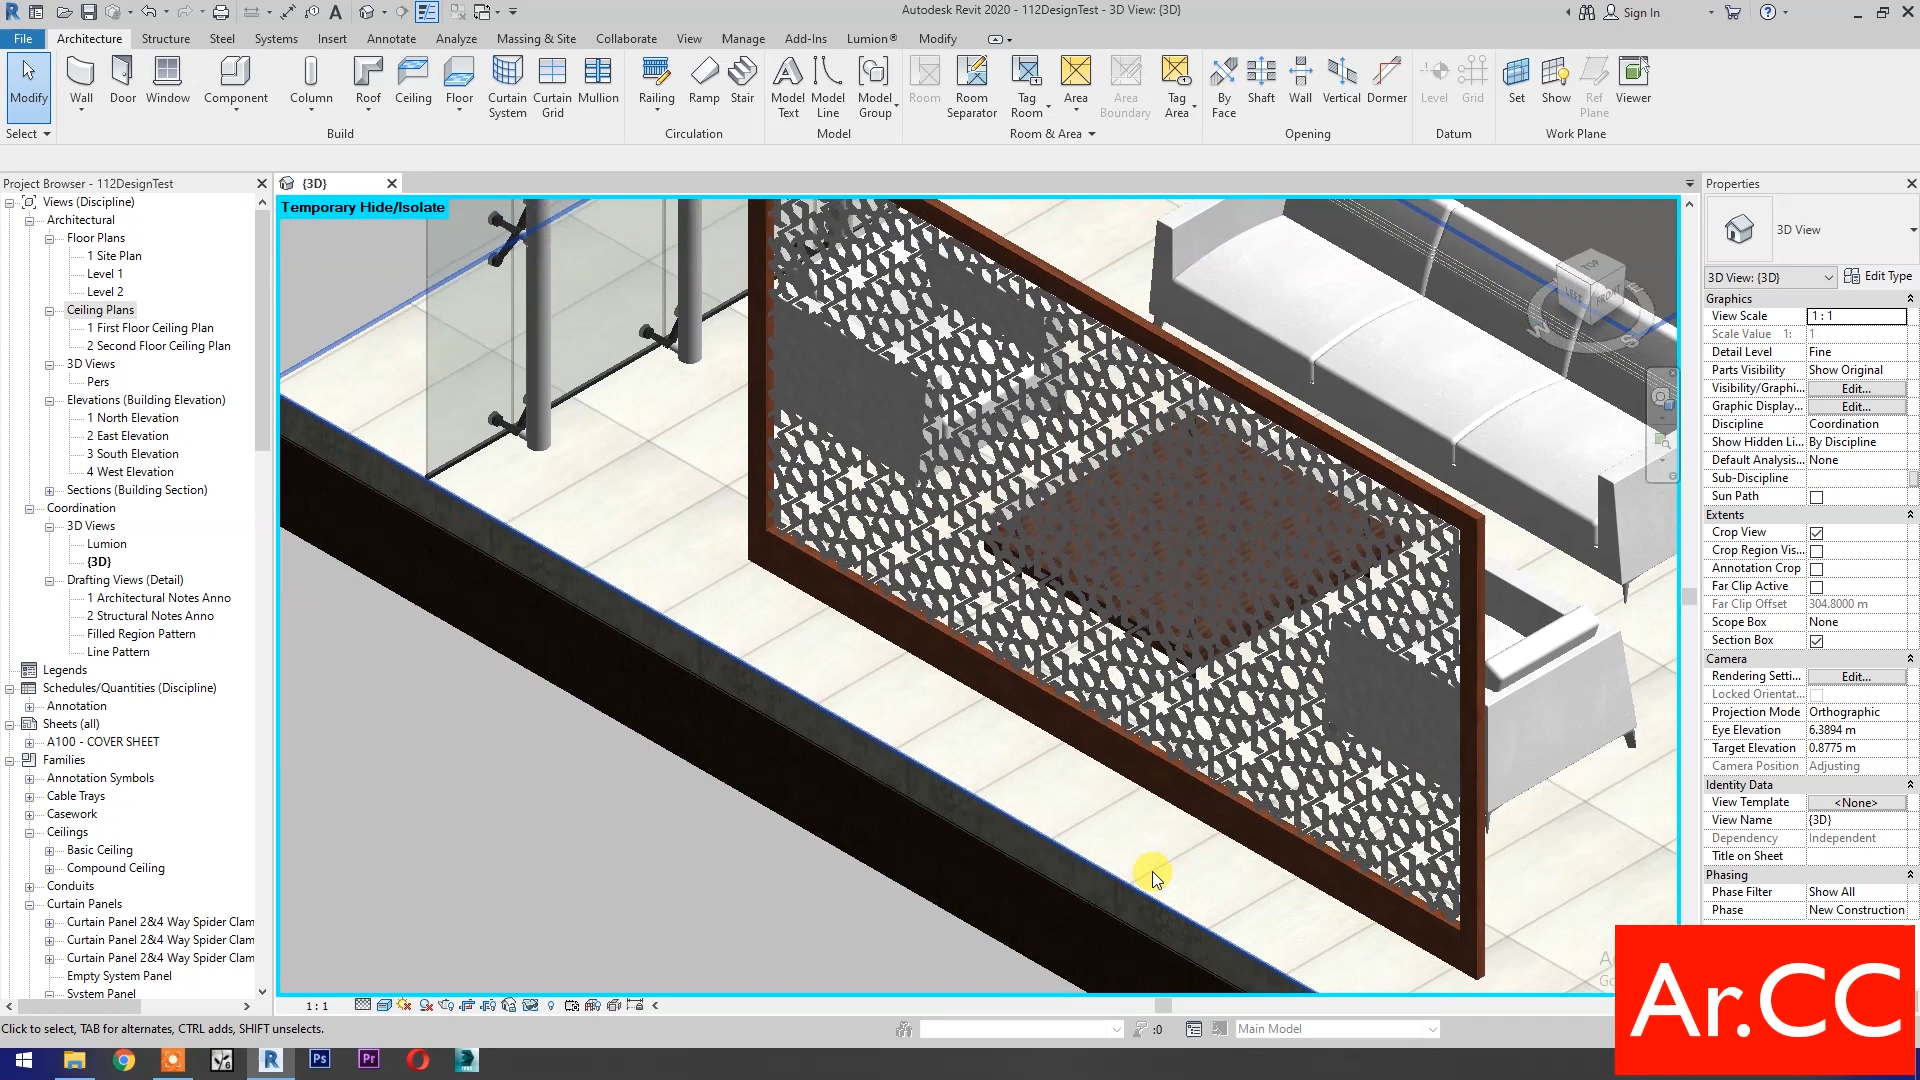 Autodesk Revit 2020 - 112DesignTest - 3D View: {3D}
Sign In
File Architecture Structure Steel Systems Insert Annotate Analyze Massing & Site Collaborate View Manage Add-Ins Lumion® Modify
Modify Wall Door Window Component Column Roof Ceiling Floor Curtain System Curtain Grid Mullion Railing Ramp Stair Model Text Model Line Model Group Room Room Separator Tag Room Area Area Boundary Tag Area By Face Shaft Wall Vertical Dormer Level Grid Set Show Ref Plane Viewer
Select Build Circulation Model Room & Area Opening Datum Work Plane
Project Browser - 112DesignTest
Views (Discipline)
Architectural
Floor Plans
1 Site Plan
Level 1
Level 2
Ceiling Plans
1 First Floor Ceiling Plan
2 Second Floor Ceiling Plan
3D Views
Pers
Elevations (Building Elevation)
1 North Elevation
2 East Elevation
3 South Elevation
4 West Elevation
Sections (Building Section)
Coordination
3D Views
Lumion
{3D}
Drafting Views (Detail)
1 Architectural Notes Anno
2 Structural Notes Anno
Filled Region Pattern
Line Pattern
Legends
Schedules/Quantities (Discipline)
Annotation
Sheets (all)
A100 - COVER SHEET
Families
Annotation Symbols
Cable Trays
Casework
Ceilings
Basic Ceiling
Compound Ceiling
Conduits
Curtain Panels
Curtain Panel 2&4 Way Spider Clam
Curtain Panel 2&4 Way Spider Clam
Curtain Panel 2&4 Way Spider Clam
Empty System Panel
System Panel
{3D}
Temporary Hide/Isolate
TOP
LEFT FRONT
W S
Properties
3D View
3D View: {3D} Edit Type
Graphics
View Scale 1 : 1
Scale Value 1: 1
Detail Level Fine
Parts Visibility Show Original
Visibility/Graphi... Edit...
Graphic Display... Edit...
Discipline Coordination
Show Hidden Li... By Discipline
Default Analysis... None
Sub-Discipline
Sun Path
Extents
Crop View
Crop Region Vis...
Annotation Crop
Far Clip Active
Far Clip Offset 304.8000 m
Scope Box None
Section Box
Camera
Rendering Setti... Edit...
Locked Orientat...
Projection Mode Orthographic
Eye Elevation 6.3894 m
Target Elevation 0.8775 m
Camera Position Adjusting
Identity Data
View Template <None>
View Name {3D}
Dependency Independent
Title on Sheet
Phasing
Phase Filter Show All
Phase New Construction
1 : 1
Click to select, TAB for alternates, CTRL adds, SHIFT unselects.
:0
Main Model
Ar.CC
Ps
Pr